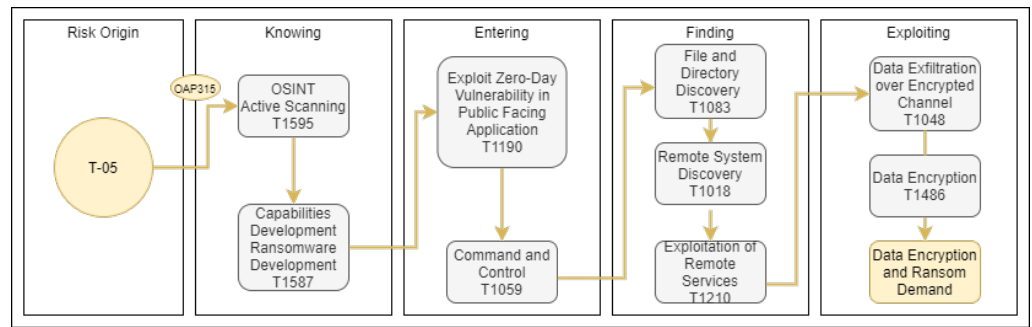 Risk Origin
T-05
OAP315
Knowing
OSINT
Active Scanning
T1595
Capabilities
Development
Ransomware
Development
T1587
Entering
Exploit Zero-Day
Vulnerability in
Public Facing
Application
T1190
Command and
Control
T1059
Finding
File and
Directory
Discovery
T1083
Remote System
Discovery
T1018
Exploitation of
Remote
Services
T1210
Exploiting
Data Exfiltration
over Encrypted
Channel
T1048
Data Encryption
T1486
Data Encryption
and Ransom
Demand